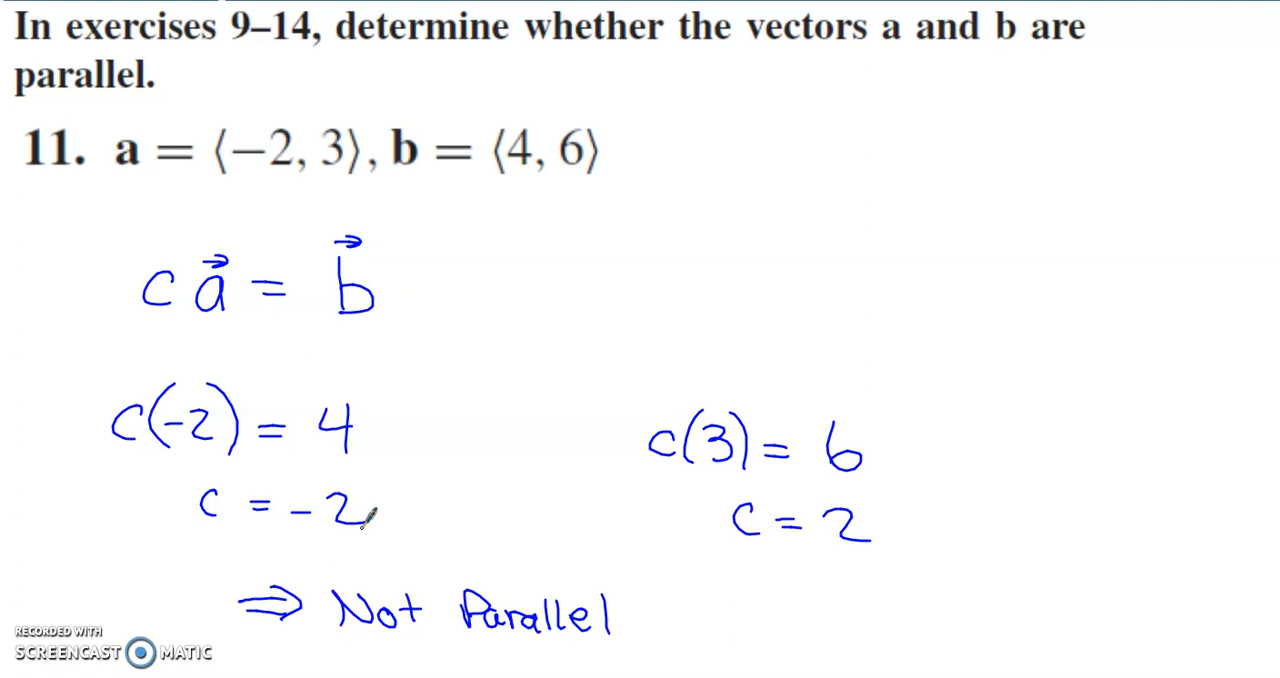 In exercises 9–14, determine whether the vectors a and b are
parallel.
11. a = ⟨−2, 3⟩, b = ⟨4, 6⟩
c a⃗ = b⃗
c(-2) = 4
c = -2
c(3) = 6
c = 2
⇒ Not Parallel
RECORDED WITH
SCREENCAST MATIC